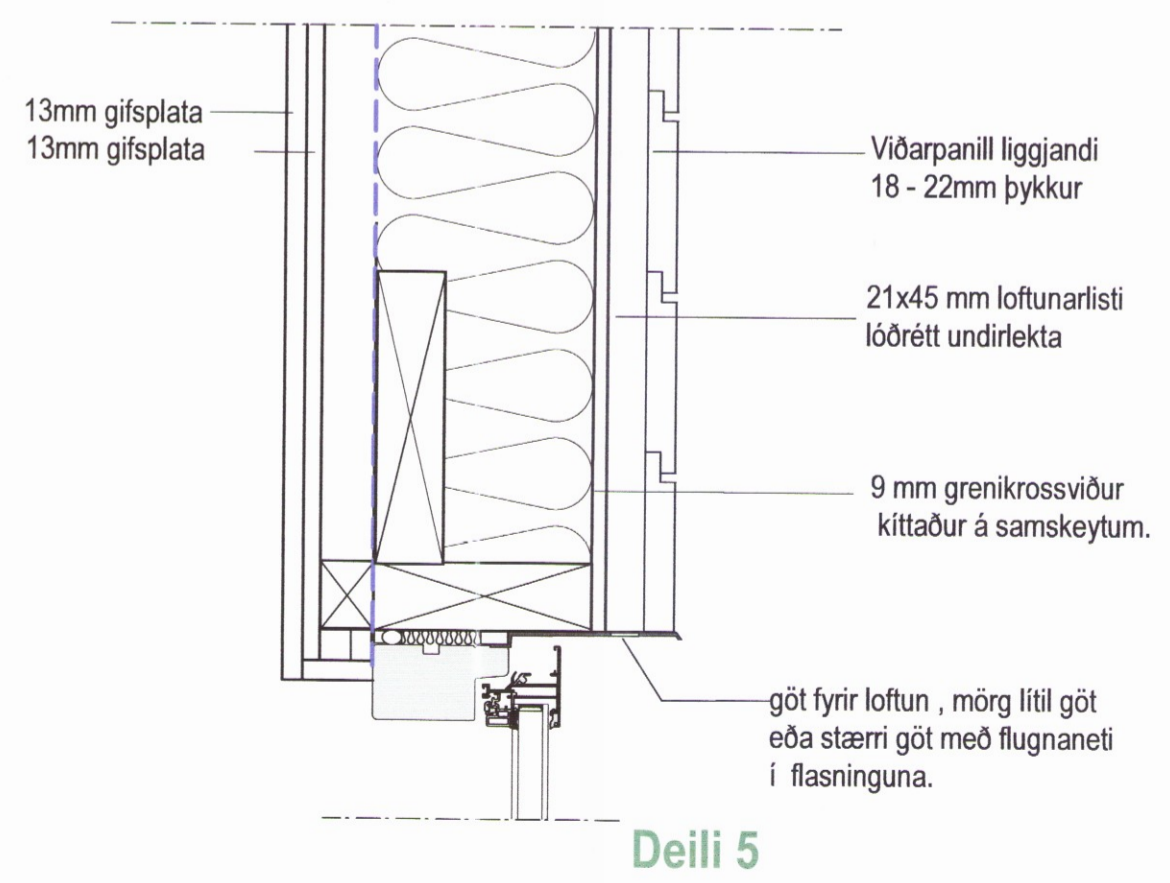 13mm gifsplata
13mm gifsplata
Viðarpanill liggjandi
18 - 22mm þykkur
21x45 mm loftunarlisti
lóðrétt undirlekta
9 mm grenikrossviður
kíttaður á samskeytum.
göt fyrir loftun , mörg lítil göt
eða stærri göt með flugnaneti
í flasninguna.
Deili 5